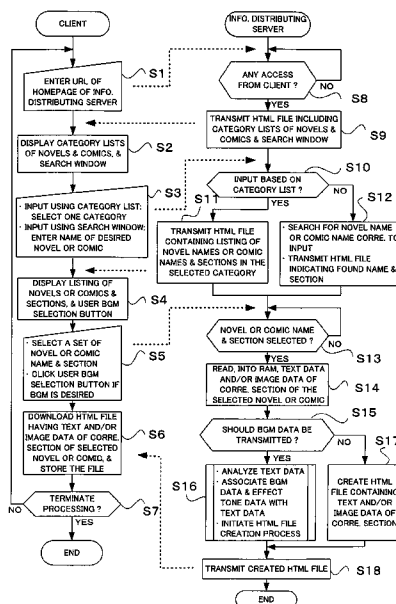 CLIENT
ENTER URL OF
HOMEPAGE OF INFO.
DISTRIBUTING SERVER
S1
DISPLAY CATEGORY LISTS
OF NOVELS & COMICS, &
SEARCH WINDOW
S2
· INPUT USING CATEGORY LIST:
SELECT ONE CATEGORY
· INPUT USING SEARCH WINDOW:
ENTER NAME OF DESIRED
NOVEL OR COMIC
S3
DISPLAY LISTING OF
NOVELS OR COMICS &
SECTIONS, & USER BGM
SELECTION BUTTON
S4
· SELECT A SET OF
NOVEL OR COMIC
NAME & SECTION
· CLICK USER BGM
SELECTION BUTTON IF
BGM IS DESIRED
S5
DOWNLOAD HTML FILE
HAVING TEXT AND/OR
IMAGE DATA OF CORRE.
SECTION OF SELECTED
NOVEL OR COMIC, &
STORE THE FILE
S6
TERMINATE
PROCESSING ?
S7
NO
YES
END
INFO. DISTRIBUTING
SERVER
ANY ACCESS
FROM CLIENT ?
NO
S8
YES
TRANSMIT HTML FILE INCLUDING
CATEGORY LISTS OF NOVELS &
COMICS & SEARCH WINDOW
S9
S10
INPUT BASED ON
CATEGORY LIST ?
NO
S12
S11
YES
TRANSMIT HTML FILE
CONTAINING LISTING OF
NOVEL NAMES OR COMIC
NAMES & SECTIONS IN THE
SELECTED CATEGORY
· SEARCH FOR NOVEL NAME
OR COMIC NAME CORRE. TO
INPUT
· TRANSMIT HTML FILE
INDICATING FOUND NAME &
SECTION
NOVEL OR COMIC NAME
& SECTION SELECTED ?
NO
S13
YES
READ, INTO RAM, TEXT DATA
AND/OR IMAGE DATA OF
CORRE. SECTION OF THE
SELECTED NOVEL OR COMIC
S14
S15
SHOULD BGM DATA BE
TRANSMITTED ?
NO
S17
YES
S16
· ANALYZE TEXT DATA
· ASSOCIATE BGM
DATA & EFFECT
TONE DATA WITH
TEXT DATA
· INITIATE HTML FILE
CREATION PROCESS
CREATE HTML
FILE CONTAINING
TEXT AND/OR
IMAGE DATA OF
CORRE. SECTION
TRANSMIT CREATED HTML FILE
S18
END